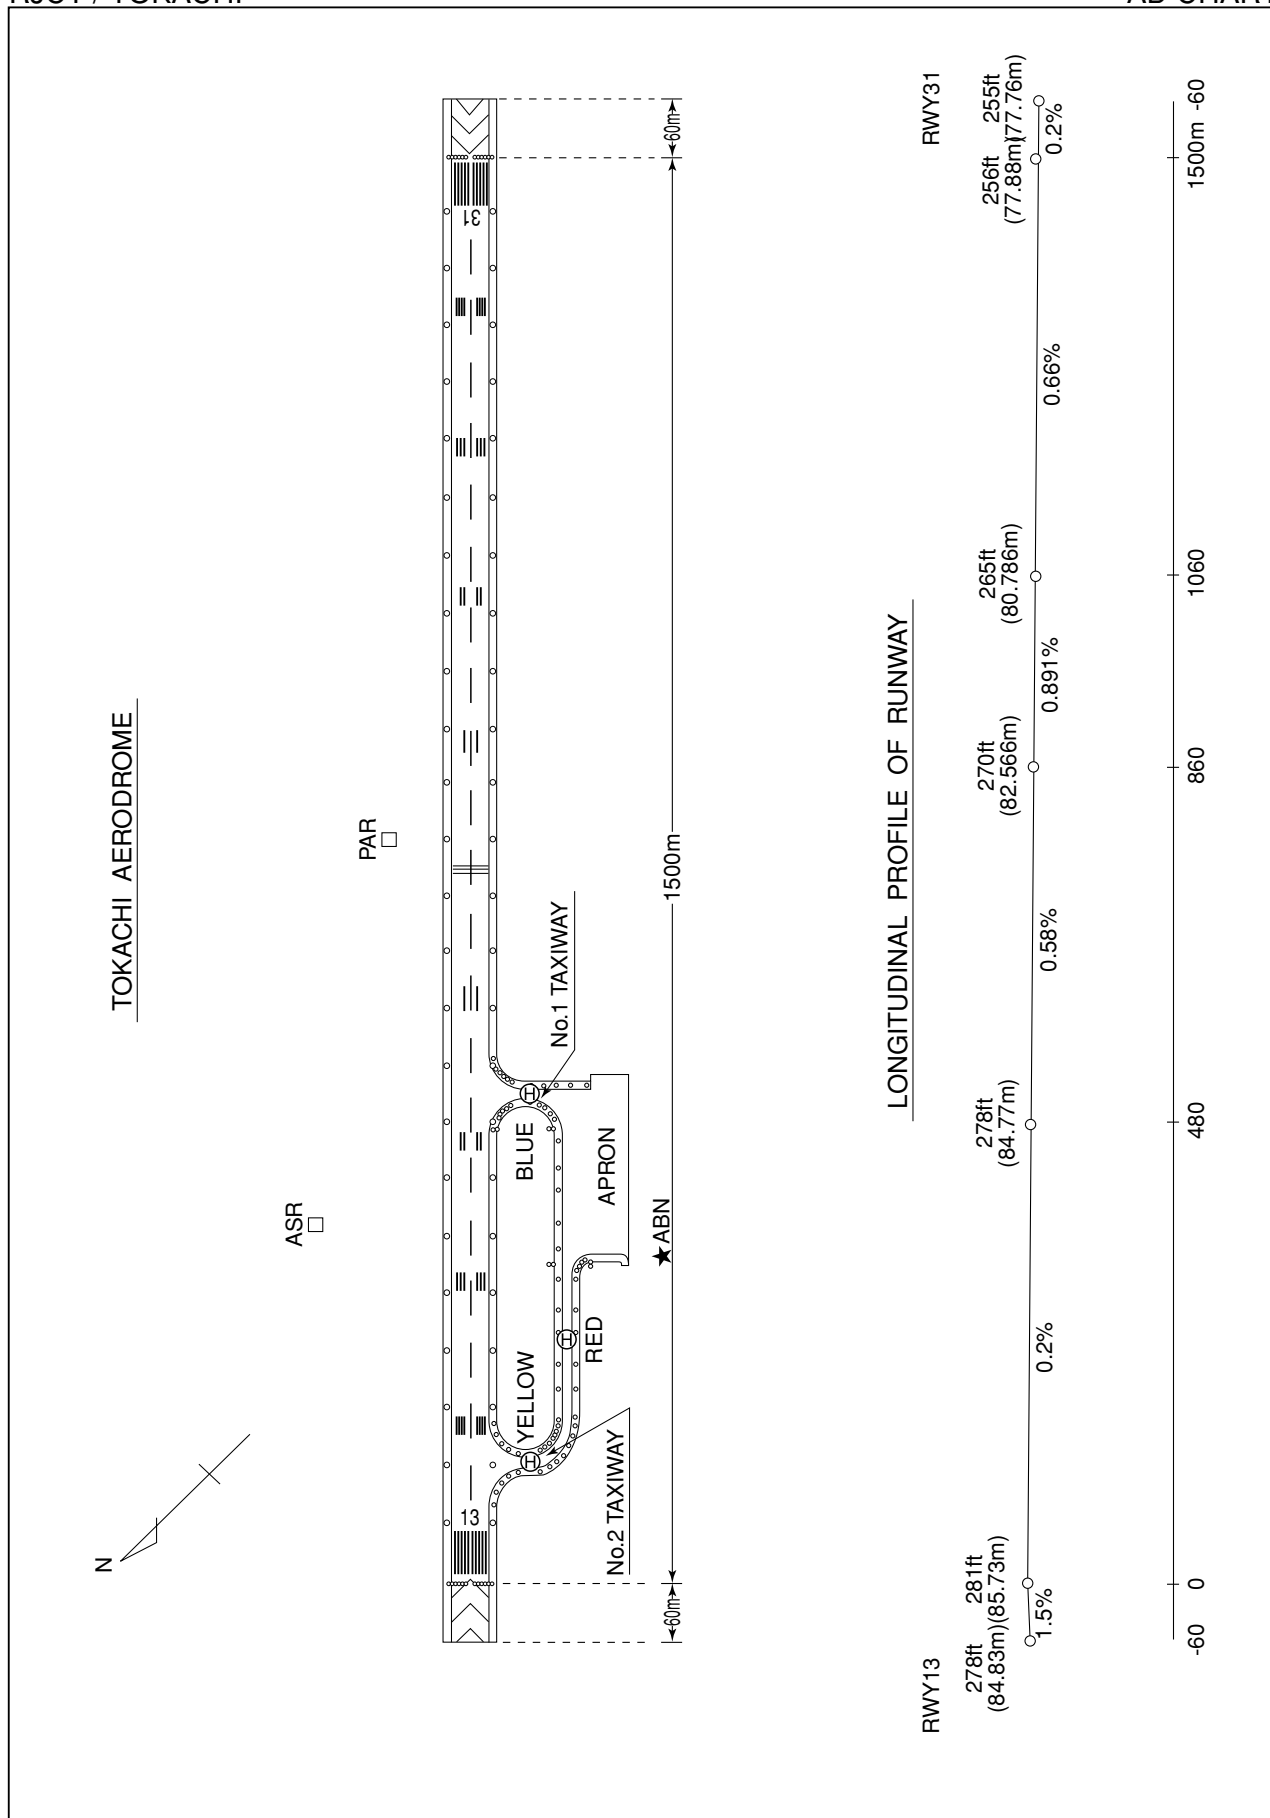 TOKACHI AERODROME
N
ASR
PAR
13
31
60m
1500m
60m
No.2 TAXIWAY
No.1 TAXIWAY
YELLOW
BLUE
RED
H
H
H
APRON
ABN
LONGITUDINAL PROFILE OF RUNWAY
RWY13
RWY31
278ft
(84.83m)
281ft
(85.73m)
278ft
(84.77m)
270ft
(82.566m)
265ft
(80.786m)
256ft
(77.88m)
255ft
(77.76m)
1.5%
0.2%
0.58%
0.891%
0.66%
0.2%
-60
0
480
860
1060
1500m
-60